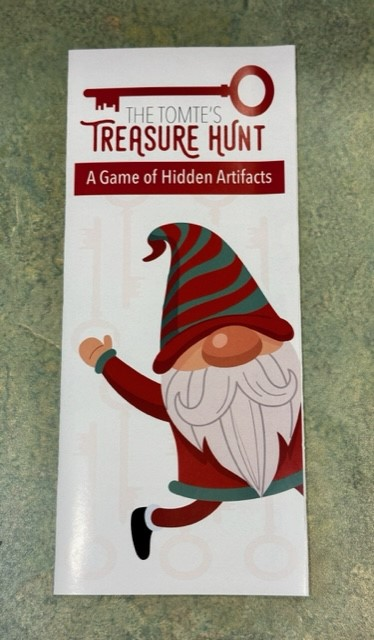 THE TOMTE'S
TREASURE HUNT
A Game of Hidden Artifacts